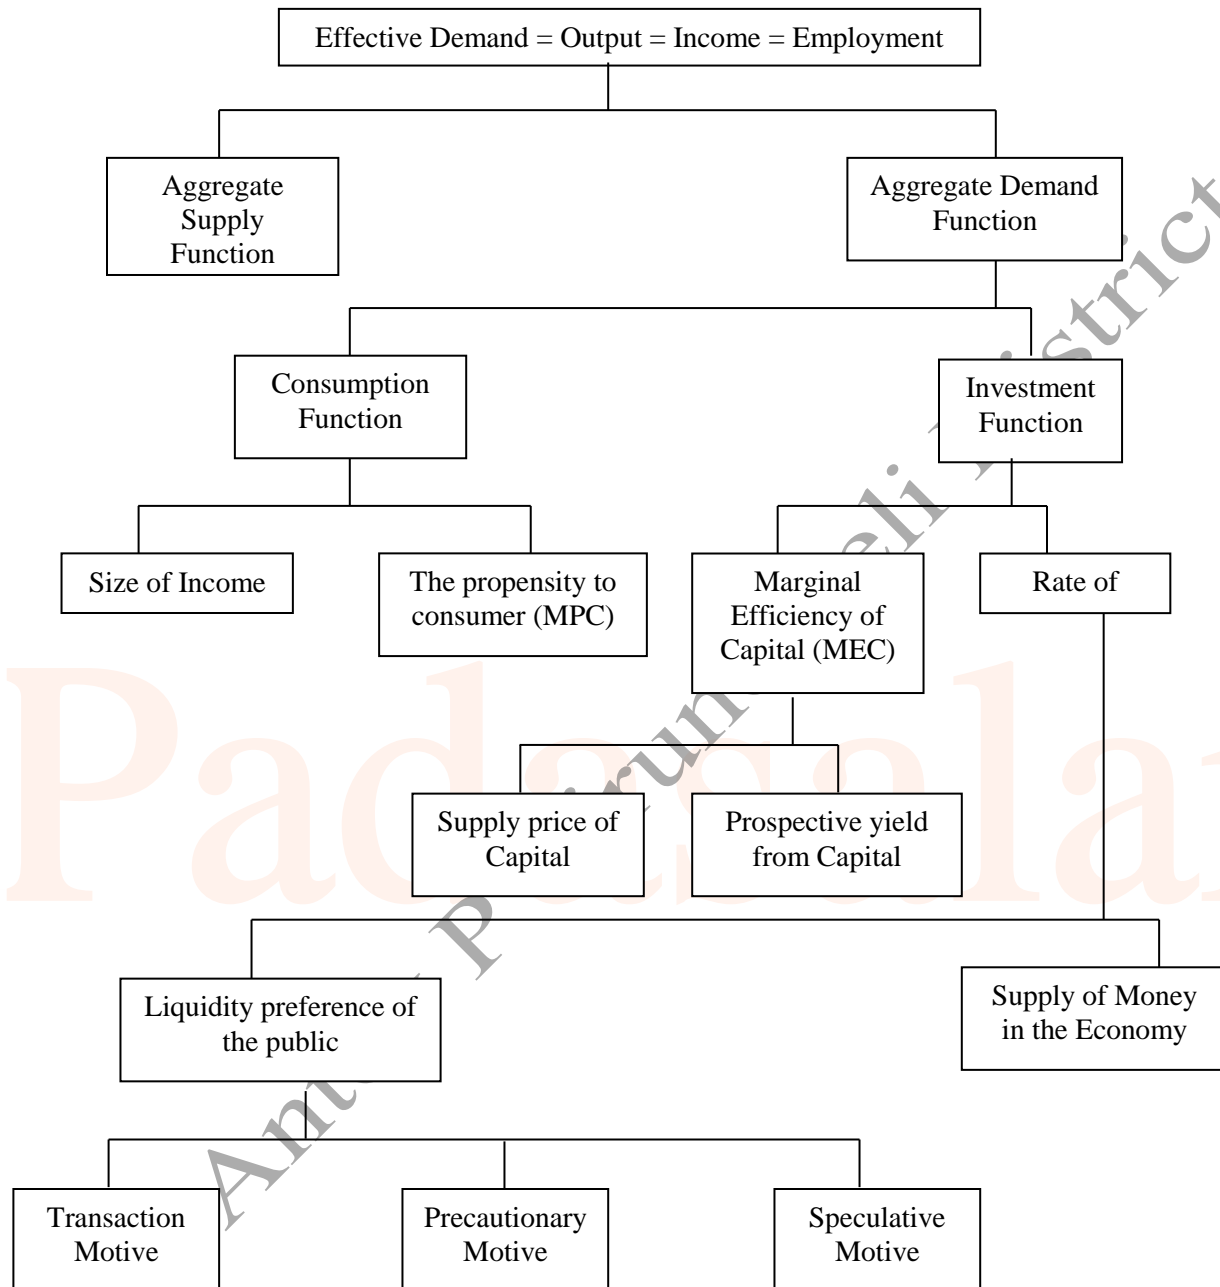 Effective Demand = Output = Income = Employment
Aggregate
Supply
Function
Aggregate Demand
Function
Consumption
Function
Investment
Function
Size of Income
The propensity to
consumer (MPC)
Marginal
Efficiency of
Capital (MEC)
Rate of
Supply price of
Capital
Prospective yield
from Capital
Liquidity preference of
the public
Supply of Money
in the Economy
Transaction
Motive
Precautionary
Motive
Speculative
Motive